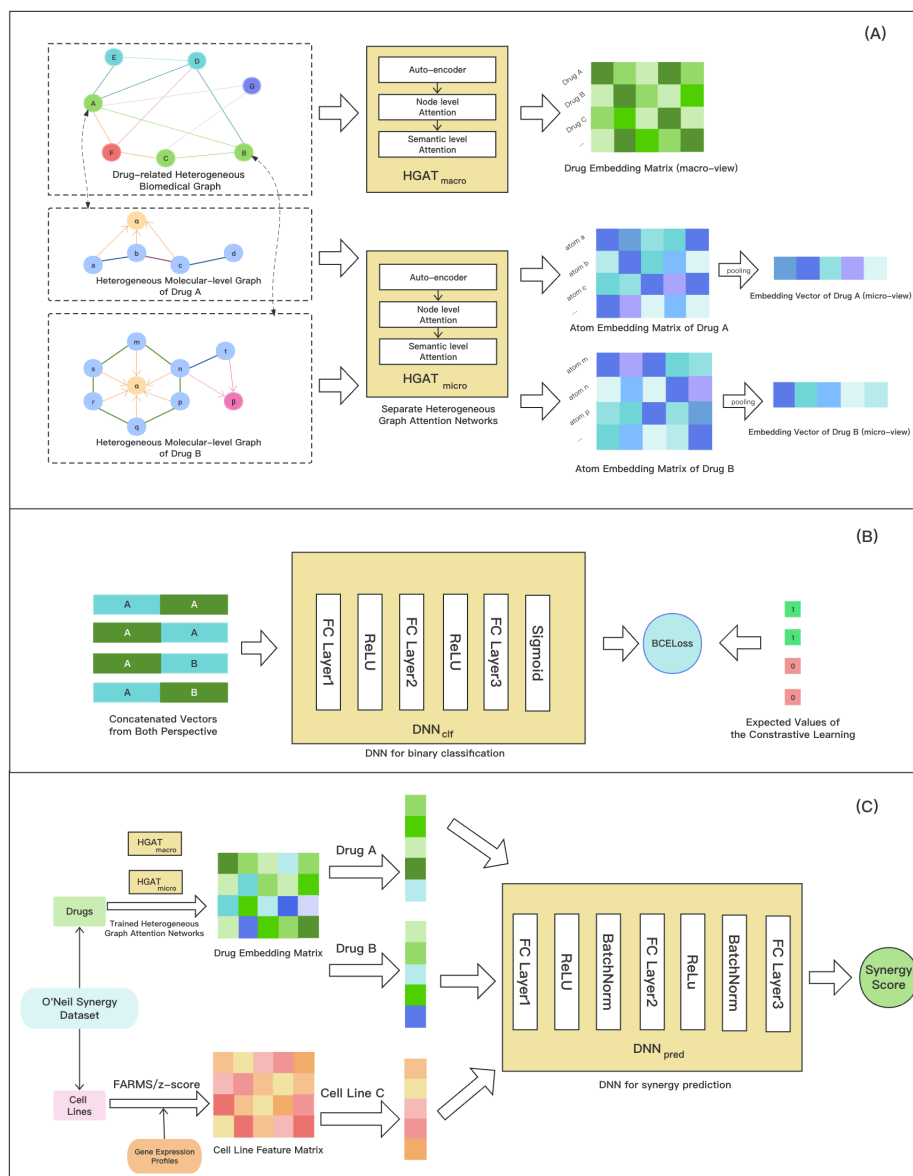 (A)
E
D
G
A
F
C
B
Drug-related Heterogeneous
Biomedical Graph
Auto-encoder
Node level
Attention
Semantic level
Attention
HGAT macro
Drug A
Drug B
Drug C
...
Drug Embedding Matrix (macro-view)
α
a
b
c
d
Heterogeneous Molecular-level Graph
of Drug A
m
s
n
t
α
r
p
β
q
Heterogeneous Molecular-level Graph
of Drug B
Auto-encoder
Node level
Attention
Semantic level
Attention
HGAT micro
Separate Heterogeneous
Graph Attention Networks
atom a
atom b
atom c
...
Atom Embedding Matrix of Drug A
pooling
Embedding Vector of Drug A (micro-view)
atom m
atom n
atom p
...
Atom Embedding Matrix of Drug B
pooling
Embedding Vector of Drug B (micro-view)
(B)
A A
A A
A B
A B
Concatenated Vectors
from Both Perspective
FC Layer1
ReLU
FC Layer2
ReLU
FC Layer3
Sigmoid
DNN clf
DNN for binary classification
BCELoss
1
1
0
0
Expected Values of
the Constrastive Learning
(C)
HGAT macro
HGAT micro
Drugs
Trained Heterogeneous
Graph Attention Networks
Drug Embedding Matrix
Drug A
Drug B
O'Neil Synergy
Dataset
Cell
Lines
FARMS/z-score
Gene Expression
Profiles
Cell Line Feature Matrix
Cell Line C
FC Layer1
ReLU
BatchNorm
FC Layer2
ReLu
BatchNorm
FC Layer3
DNN pred
DNN for synergy prediction
Synergy
Score